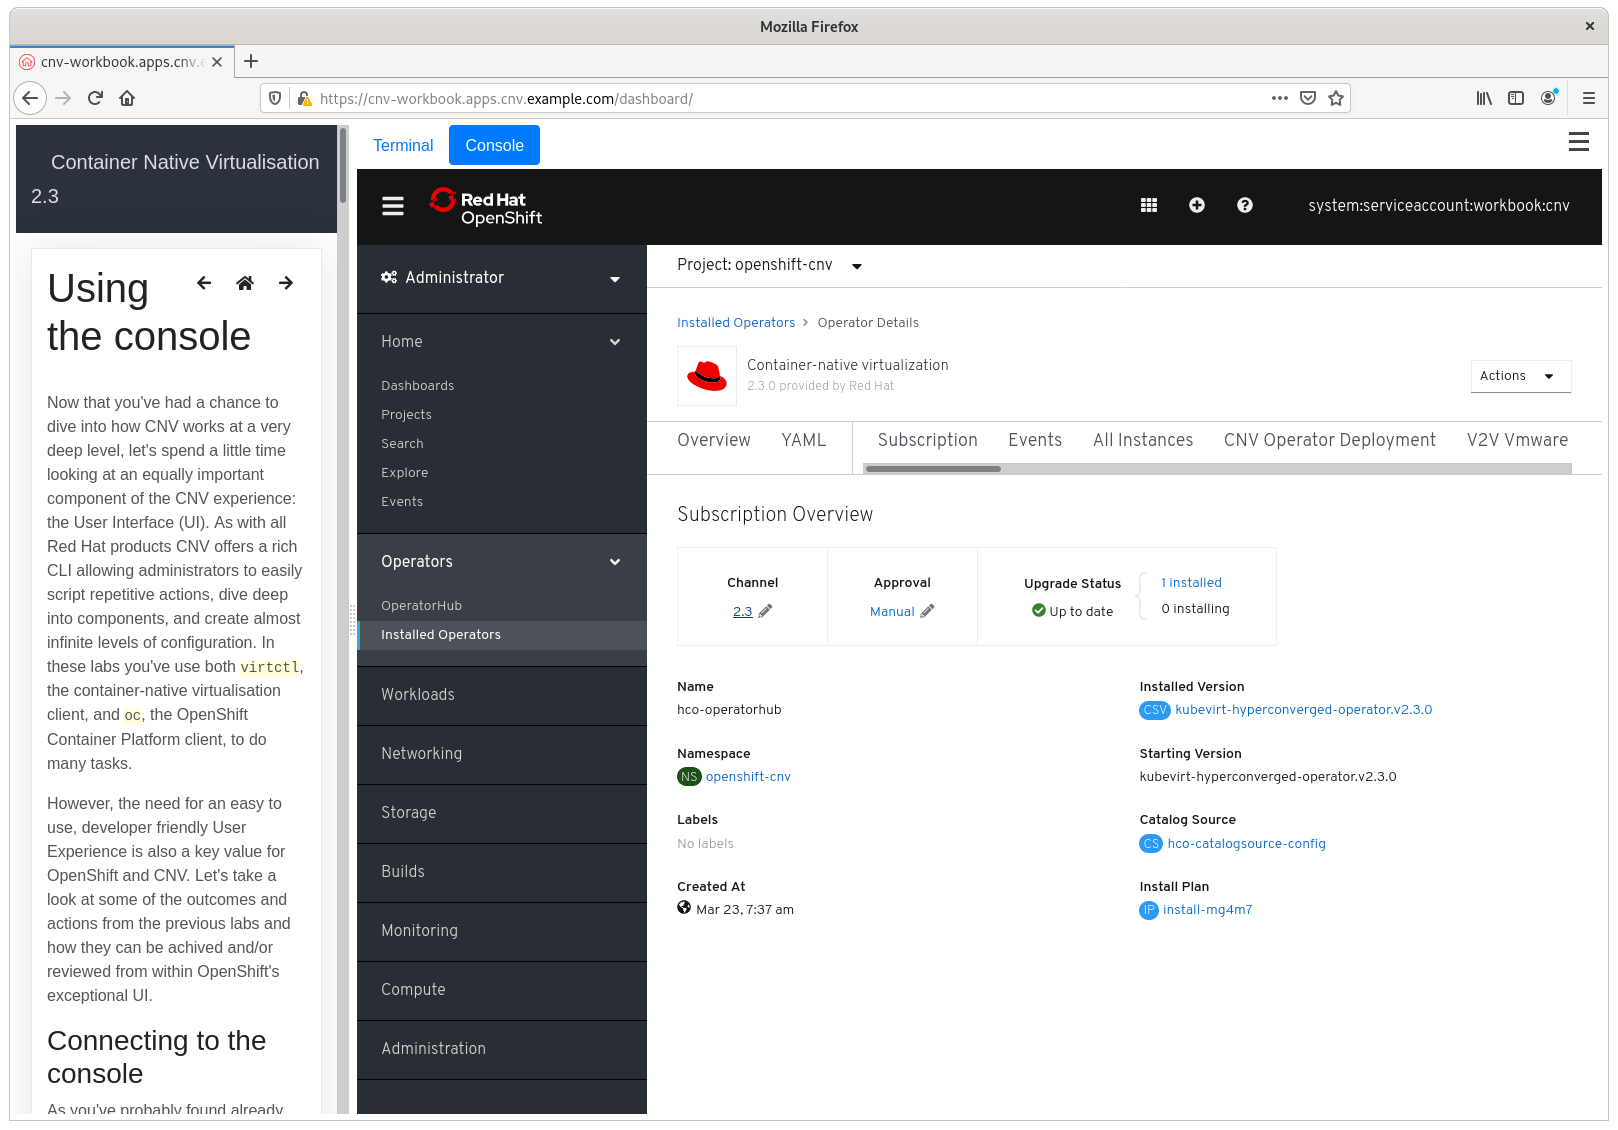 Mozilla Firefox
cnv-workbook.apps.cnv.e
https://cnv-workbook.apps.cnv.example.com/dashboard/
Container Native Virtualisation
2.3
Using
the console
Now that you've had a chance to
dive into how CNV works at a very
deep level, let's spend a little time
looking at an equally important
component of the CNV experience:
the User Interface (UI). As with all
Red Hat products CNV offers a rich
CLI allowing administrators to easily
script repetitive actions, dive deep
into components, and create almost
infinite levels of configuration. In
these labs you've use both virtctl,
the container-native virtualisation
client, and oc, the OpenShift
Container Platform client, to do
many tasks.
However, the need for an easy to
use, developer friendly User
Experience is also a key value for
OpenShift and CNV. Let's take a
look at some of the outcomes and
actions from the previous labs and
how they can be achived and/or
reviewed from within OpenShift's
exceptional UI.
Connecting to the
console
As you've probably found already
Terminal Console
Red Hat
OpenShift
system:serviceaccount:workbook:cnv
Administrator
Home
Dashboards
Projects
Search
Explore
Events
Operators
OperatorHub
Installed Operators
Workloads
Networking
Storage
Builds
Monitoring
Compute
Administration
Project: openshift-cnv
Installed Operators > Operator Details
Container-native virtualization
2.3.0 provided by Red Hat
Actions
Overview YAML Subscription Events All Instances CNV Operator Deployment V2V Vmware
Subscription Overview
Channel
2.3
Approval
Manual
Upgrade Status
Up to date
1 installed
0 installing
Name
hco-operatorhub
Namespace
NS openshift-cnv
Labels
No labels
Created At
Mar 23, 7:37 am
Installed Version
CSV kubevirt-hyperconverged-operator.v2.3.0
Starting Version
kubevirt-hyperconverged-operator.v2.3.0
Catalog Source
CS hco-catalogsource-config
Install Plan
IP install-mg4m7